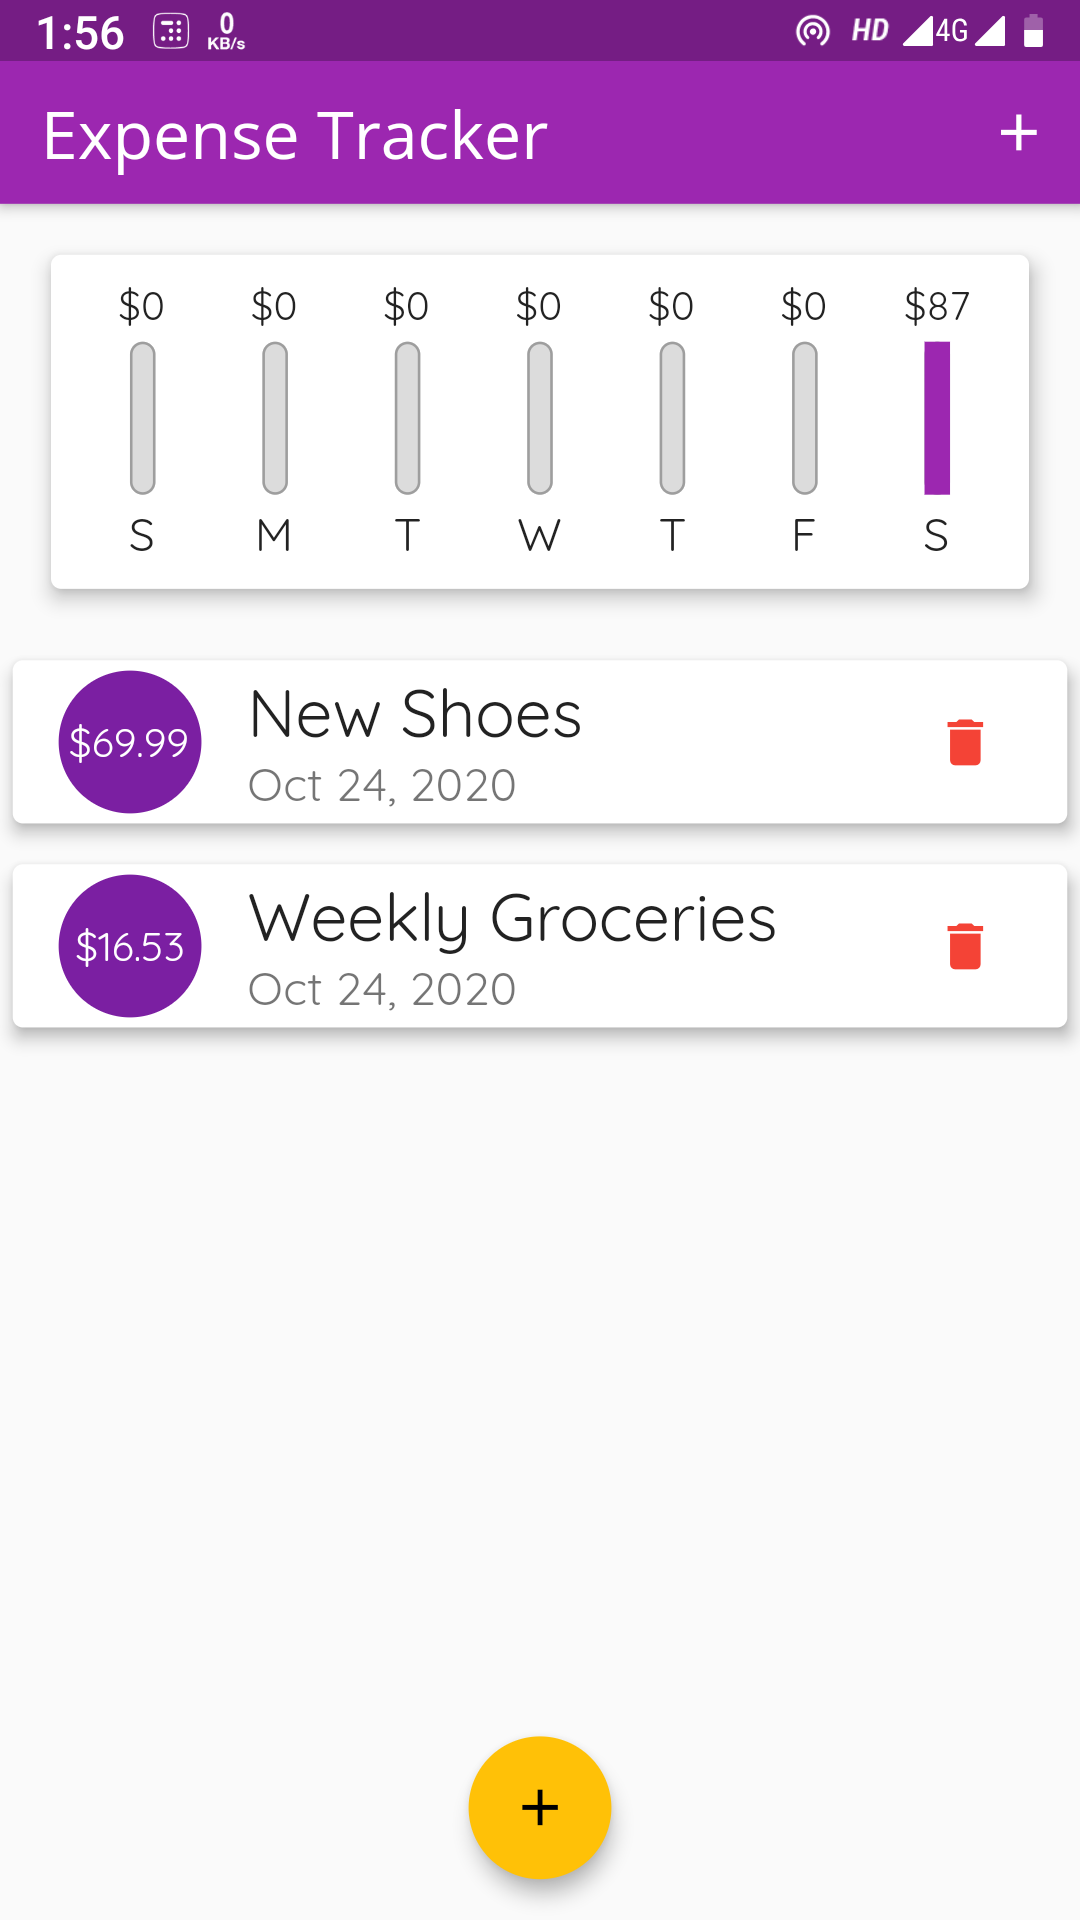 1:56 0 KB/s HD 4G
Expense Tracker +
$0 $0 $0 $0 $0 $0 $87
S M T W T F S
$69.99 New Shoes
Oct 24, 2020
$16.53 Weekly Groceries
Oct 24, 2020
+